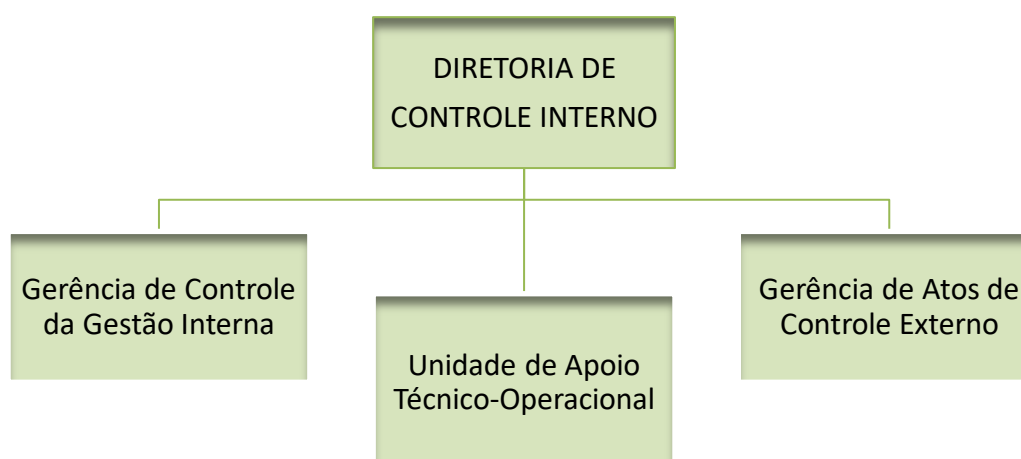 DIRETORIA DE
CONTROLE INTERNO
Gerência de Controle
da Gestão Interna
Unidade de Apoio
Técnico-Operacional
Gerência de Atos de
Controle Externo